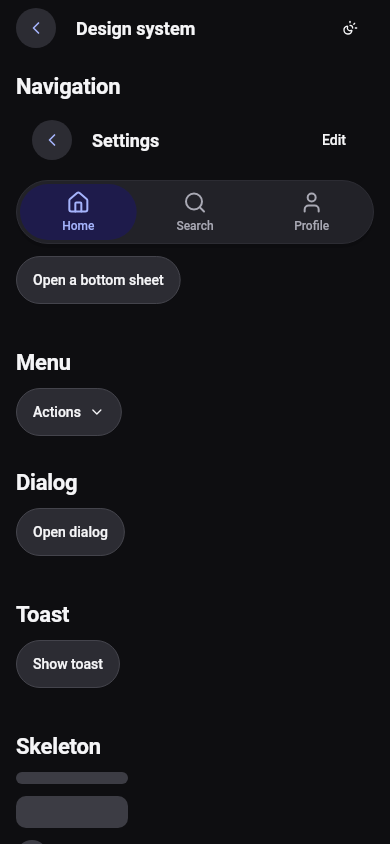 Design system
Navigation
Settings
Edit
Home
Search
Profile
Open a bottom sheet
Menu
Actions
Dialog
Open dialog
Toast
Show toast
Skeleton